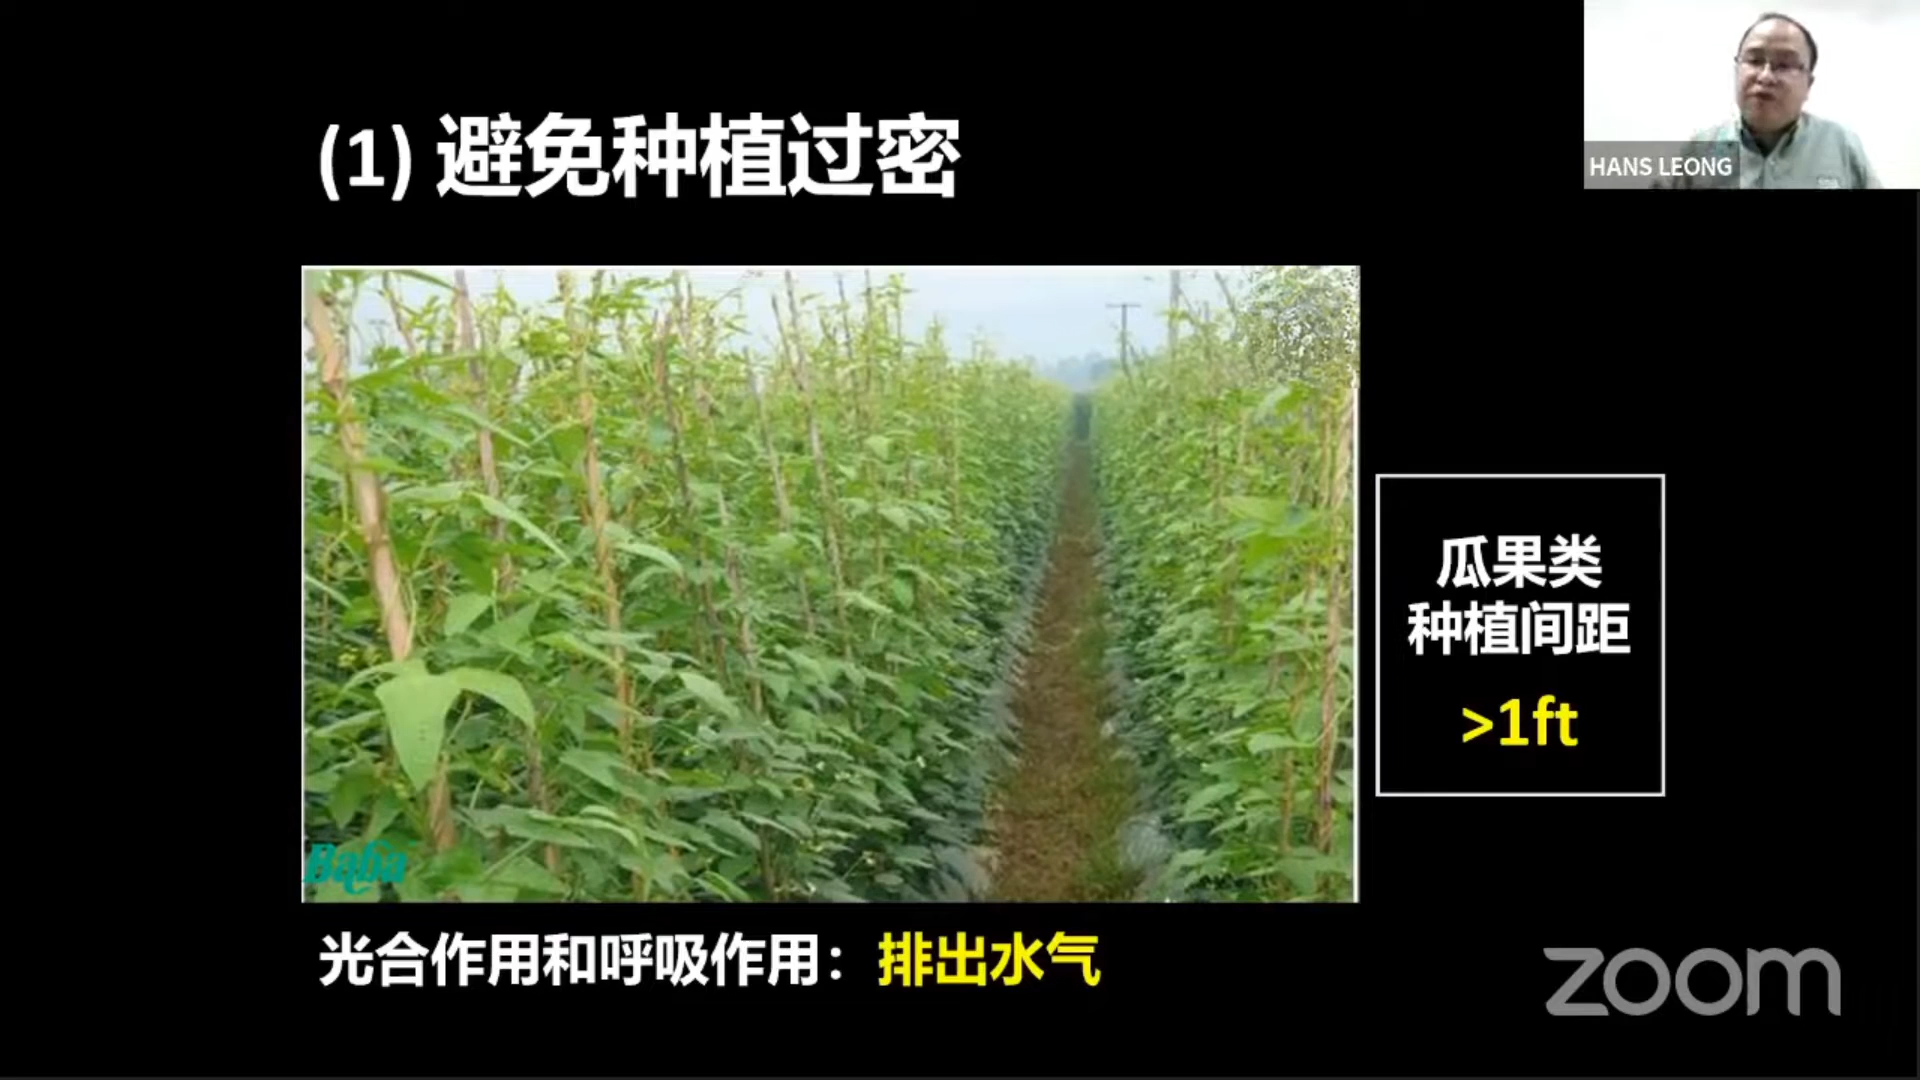 (1) 避免种植过密
HANS LEONG
瓜果类
种植间距
>1ft
Baba
光合作用和呼吸作用：排出水气
zoom